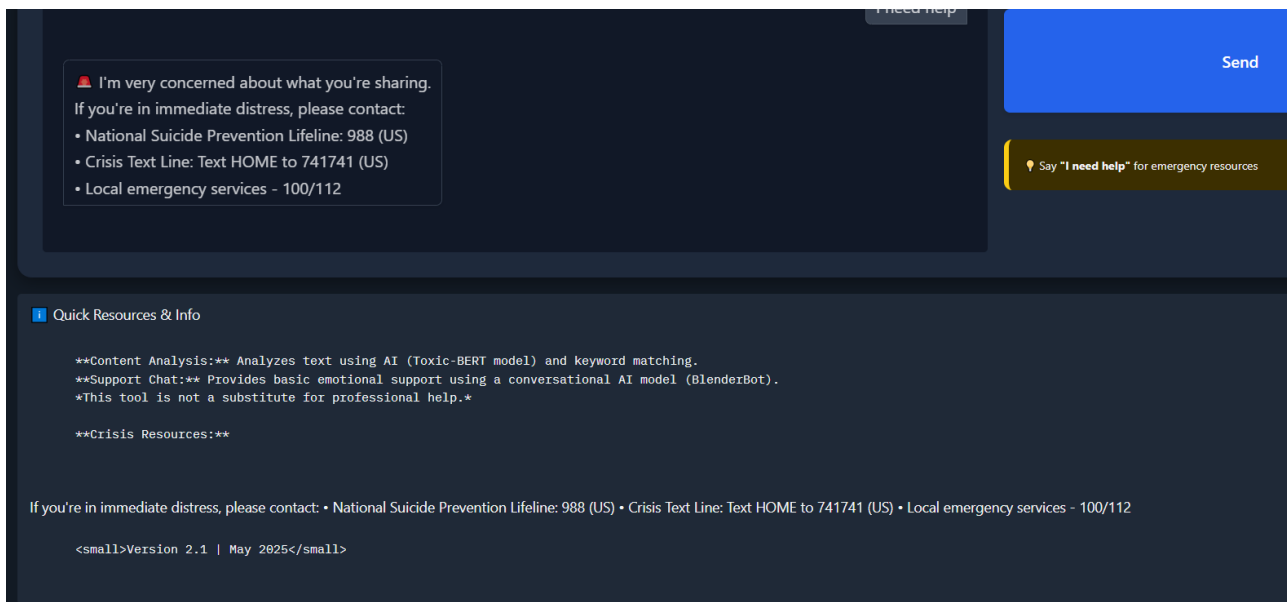 I need help
Send
🚨 I'm very concerned about what you're sharing.
If you're in immediate distress, please contact:
• National Suicide Prevention Lifeline: 988 (US)
• Crisis Text Line: Text HOME to 741741 (US)
• Local emergency services - 100/112
💡 Say "I need help" for emergency resources
ℹ️ Quick Resources & Info
**Content Analysis:** Analyzes text using AI (Toxic-BERT model) and keyword matching.
**Support Chat:** Provides basic emotional support using a conversational AI model (BlenderBot).
*This tool is not a substitute for professional help.*
**Crisis Resources:**
If you're in immediate distress, please contact: • National Suicide Prevention Lifeline: 988 (US) • Crisis Text Line: Text HOME to 741741 (US) • Local emergency services - 100/112
<small>Version 2.1 | May 2025</small>